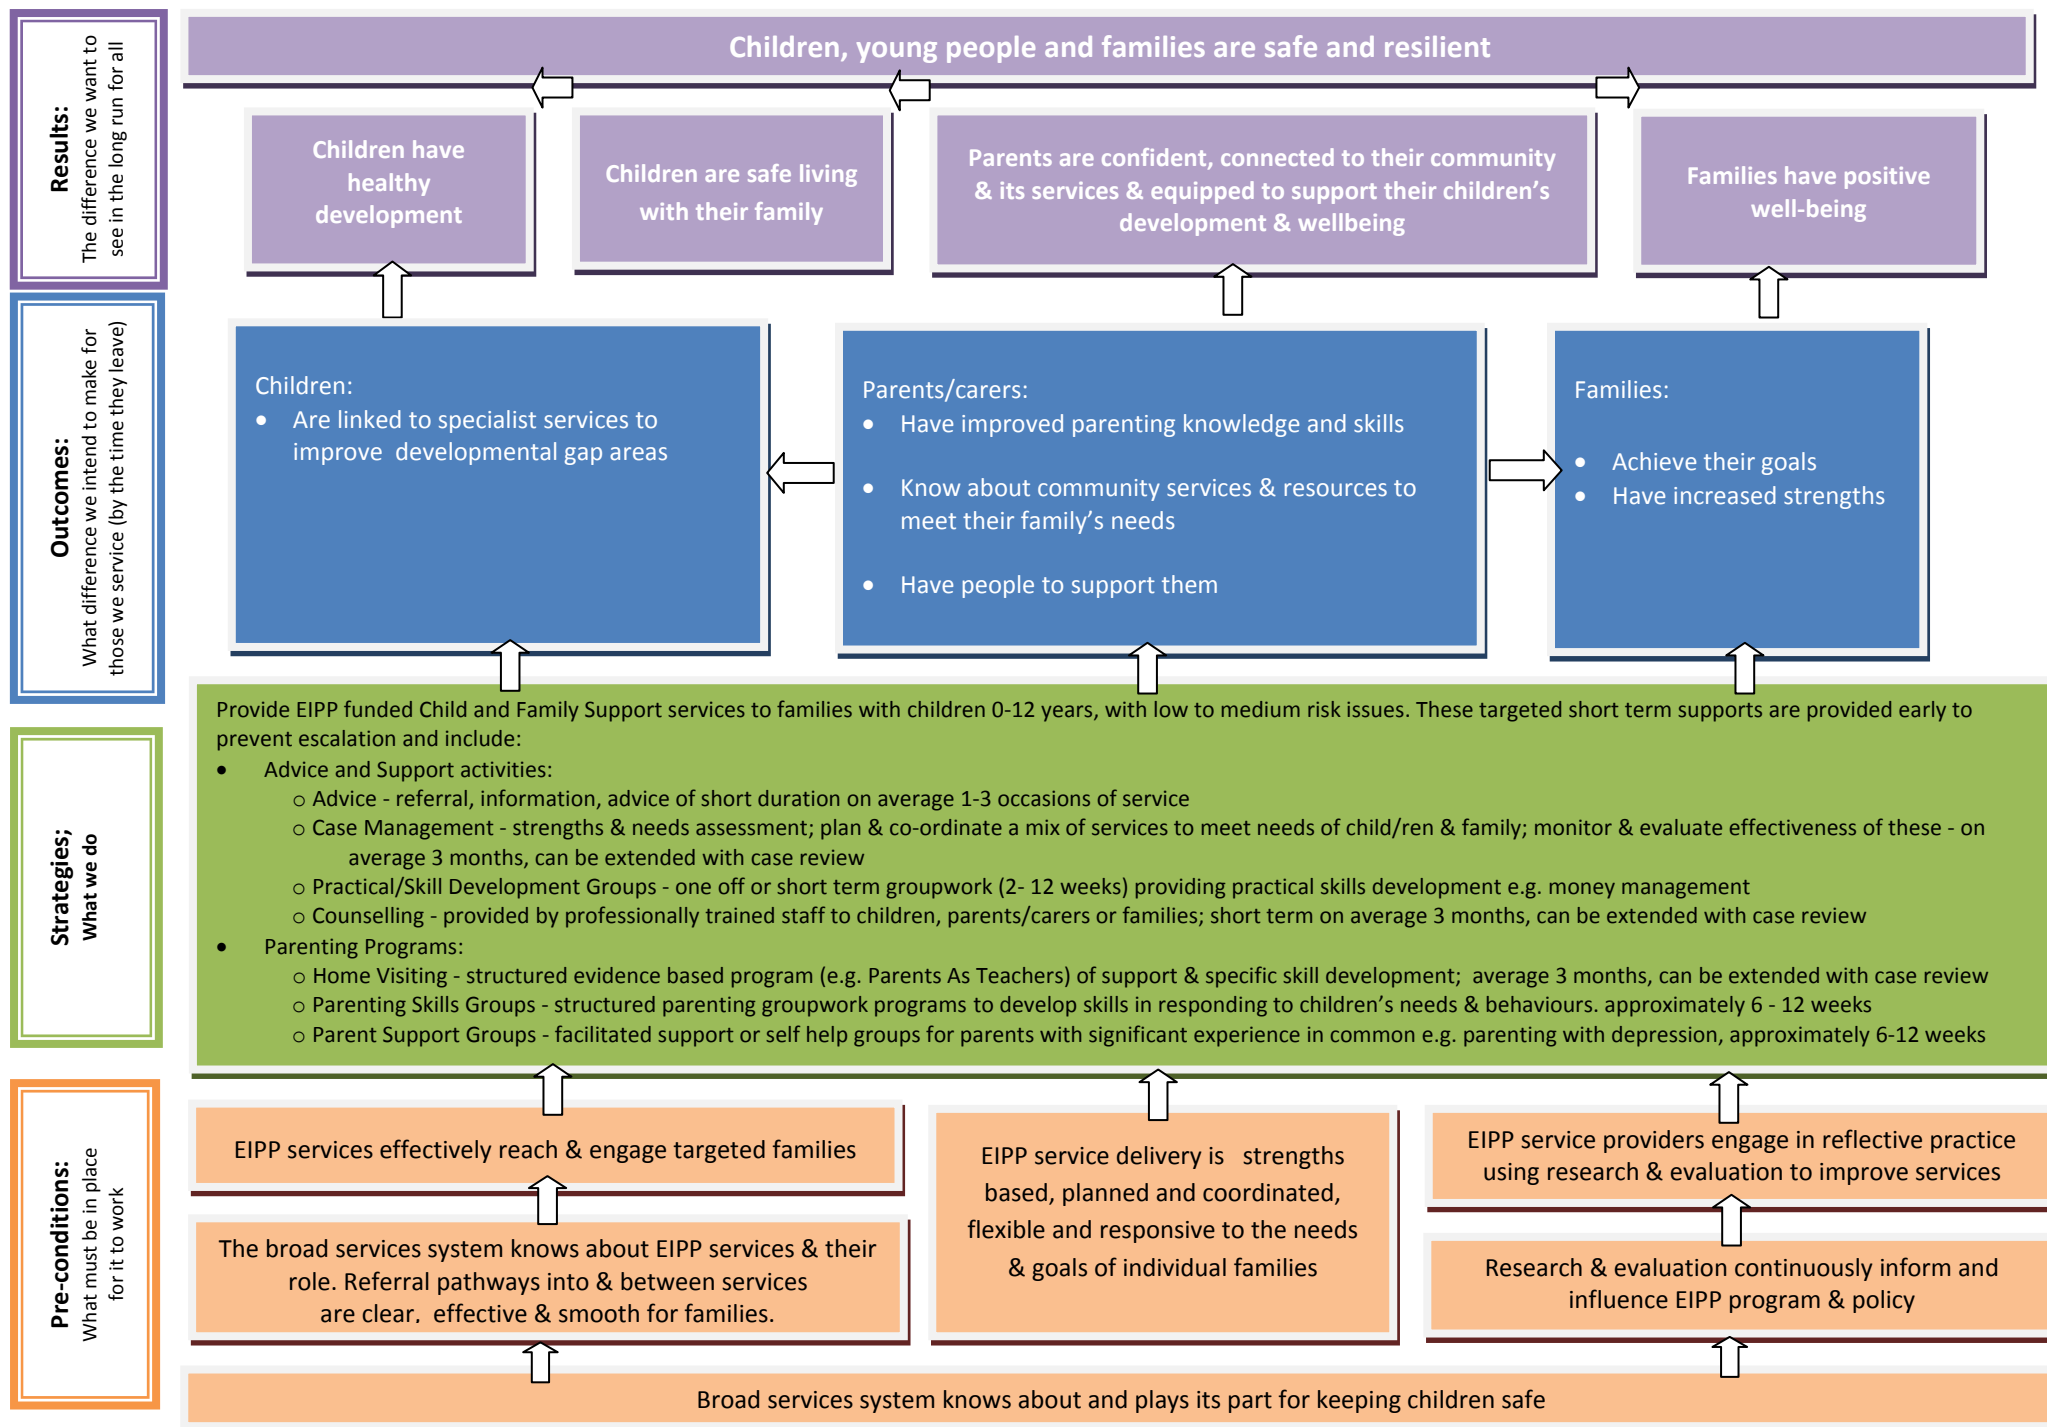 Results:
The difference we want to
see in the long run for all
Children, young people and families are safe and resilient
Children have
healthy
development
Children are safe living
with their family
Parents are confident, connected to their community
& its services & equipped to support their children’s
development & wellbeing
Families have positive
well-being
Outcomes:
What difference we intend to make for
those we service (by the time they leave)
Children:
• Are linked to specialist services to
improve developmental gap areas
Parents/carers:
• Have improved parenting knowledge and skills
• Know about community services & resources to
meet their family’s needs
• Have people to support them
Families:
• Achieve their goals
• Have increased strengths
Strategies;
What we do
Provide EIPP funded Child and Family Support services to families with children 0-12 years, with low to medium risk issues. These targeted short term supports are provided early to
prevent escalation and include:
• Advice and Support activities:
o Advice - referral, information, advice of short duration on average 1-3 occasions of service
o Case Management - strengths & needs assessment; plan & co-ordinate a mix of services to meet needs of child/ren & family; monitor & evaluate effectiveness of these - on
average 3 months, can be extended with case review
o Practical/Skill Development Groups - one off or short term groupwork (2- 12 weeks) providing practical skills development e.g. money management
o Counselling - provided by professionally trained staff to children, parents/carers or families; short term on average 3 months, can be extended with case review
• Parenting Programs:
o Home Visiting - structured evidence based program (e.g. Parents As Teachers) of support & specific skill development; average 3 months, can be extended with case review
o Parenting Skills Groups - structured parenting groupwork programs to develop skills in responding to children’s needs & behaviours. approximately 6 - 12 weeks
o Parent Support Groups - facilitated support or self help groups for parents with significant experience in common e.g. parenting with depression, approximately 6-12 weeks
Pre-conditions:
What must be in place
for it to work
EIPP services effectively reach & engage targeted families
The broad services system knows about EIPP services & their
role. Referral pathways into & between services
are clear, effective & smooth for families.
EIPP service delivery is strengths
based, planned and coordinated,
flexible and responsive to the needs
& goals of individual families
EIPP service providers engage in reflective practice
using research & evaluation to improve services
Research & evaluation continuously inform and
influence EIPP program & policy
Broad services system knows about and plays its part for keeping children safe